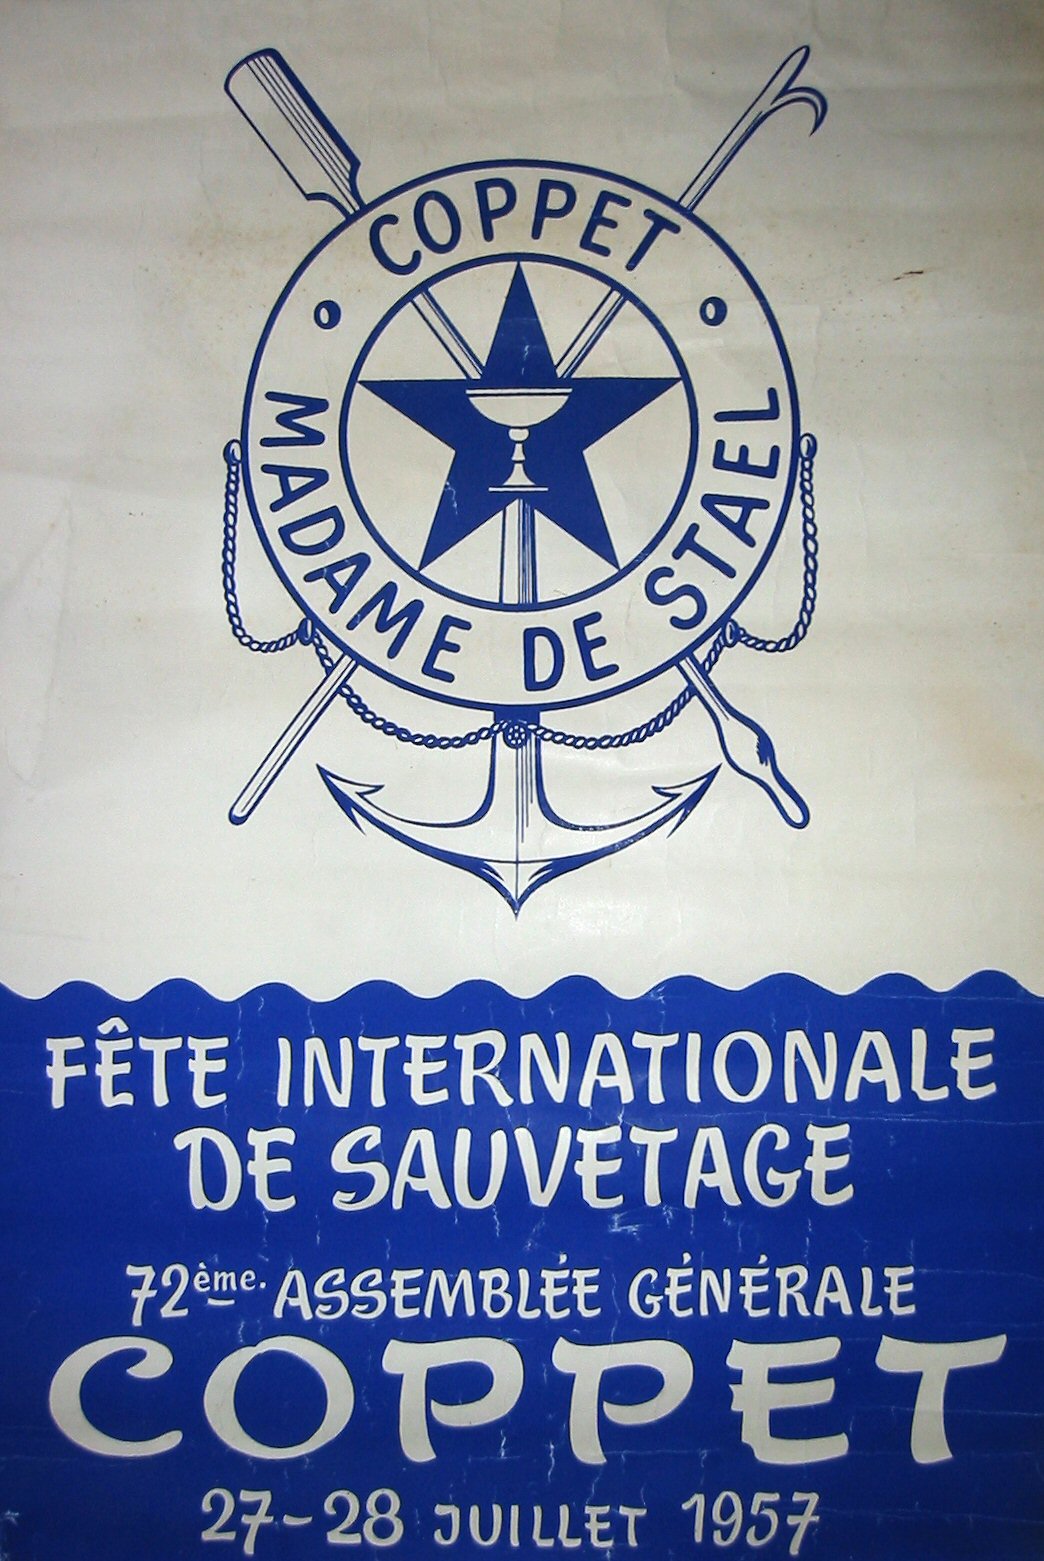 COPPET
MADAME DE STAEL
FÊTE INTERNATIONALE
DE SAUVETAGE
72ème. ASSEMBLÉE GÉNÉRALE
COPPET
27-28 JUILLET 1957